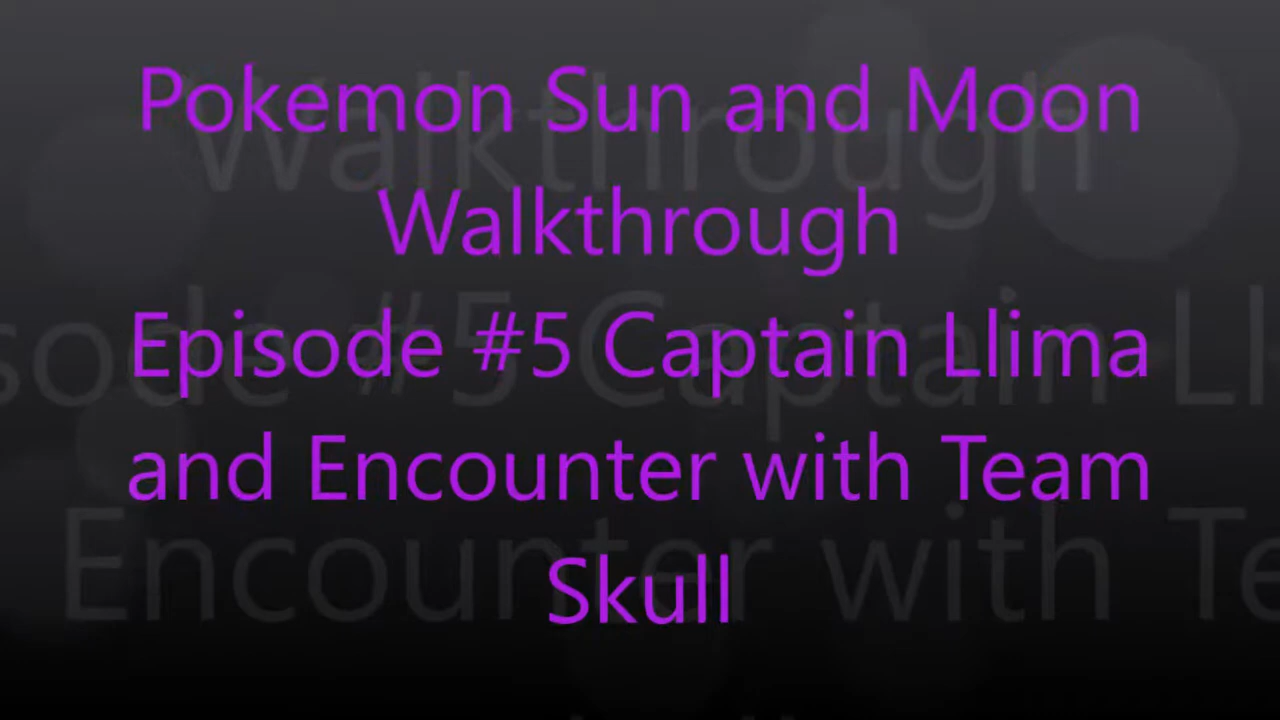 Pokemon Sun and Moon
Walkthrough
Episode #5 Captain Llima
and Encounter with Team
Skull